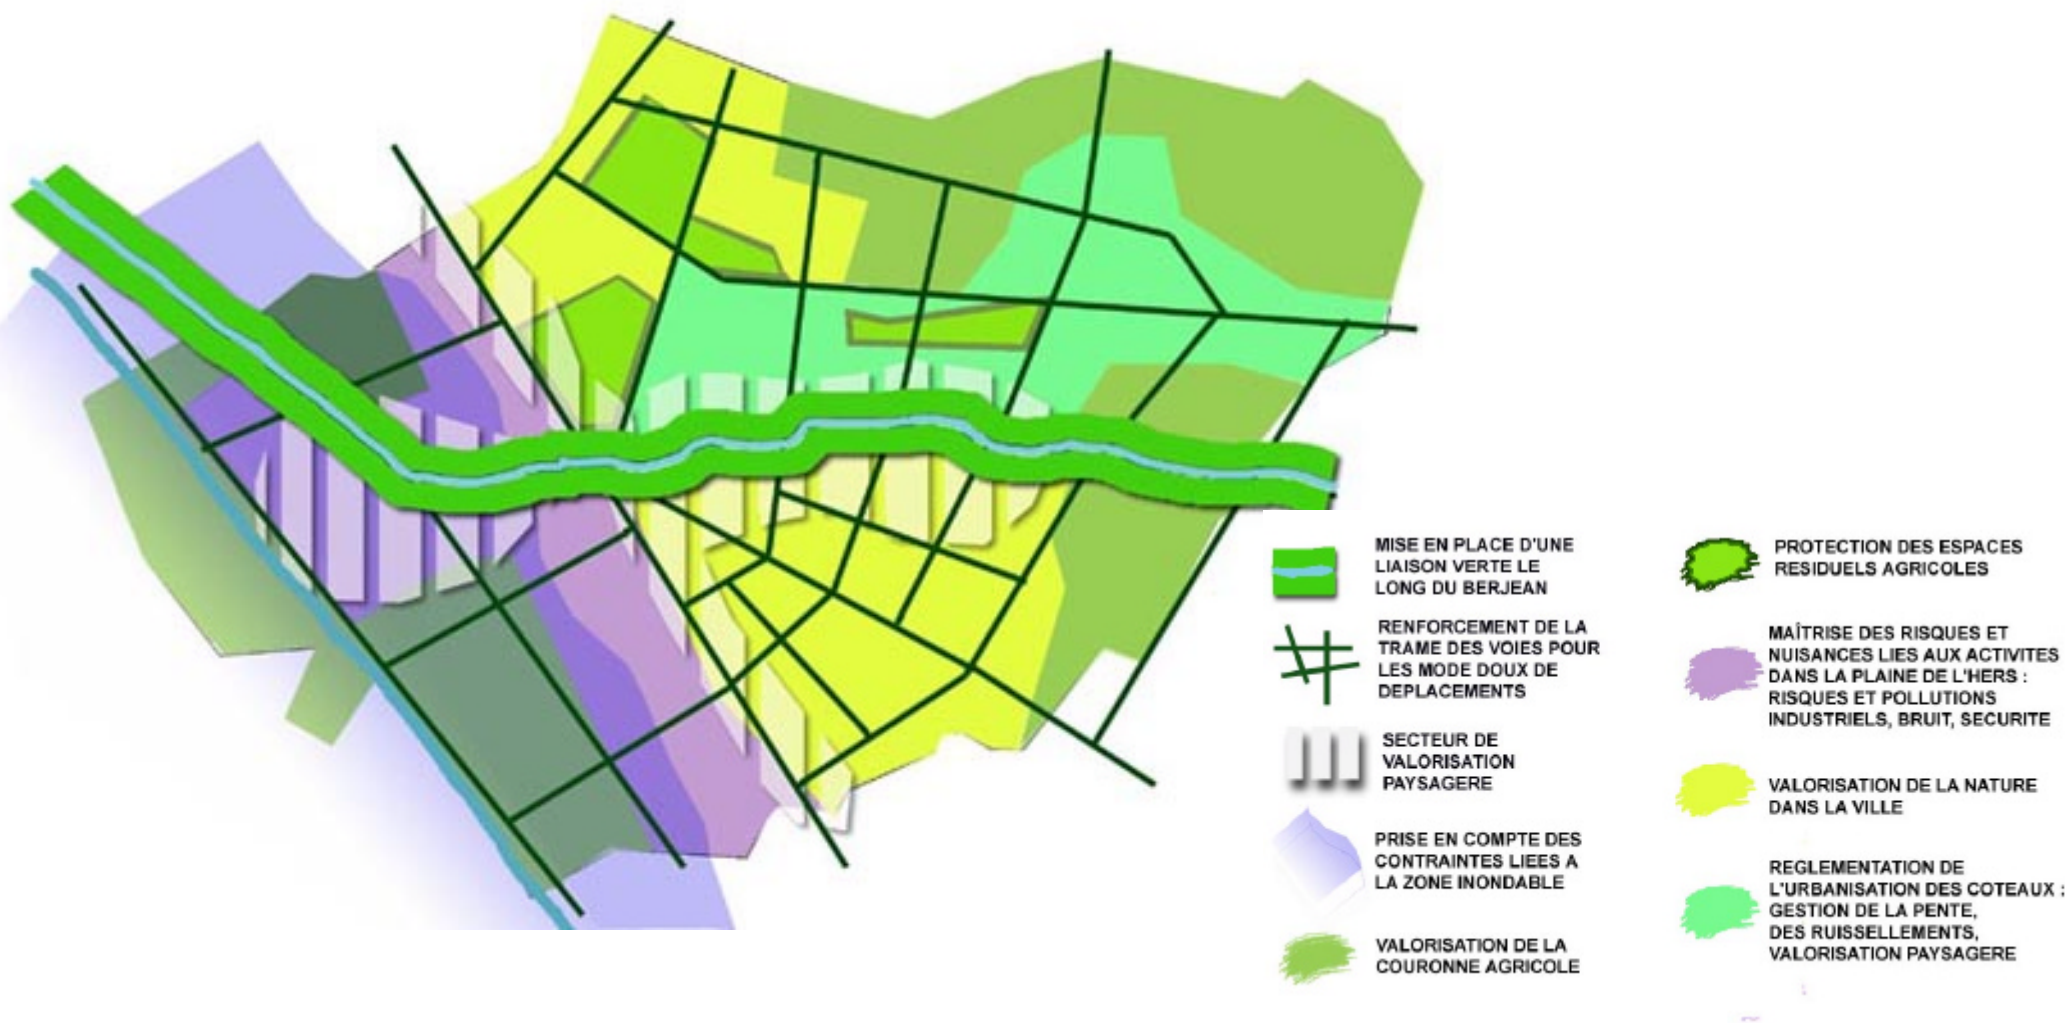 MISE EN PLACE D'UNE
LIAISON VERTE LE
LONG DU BERJEAN
RENFORCEMENT DE LA
TRAME DES VOIES POUR
LES MODE DOUX DE
DEPLACEMENTS
SECTEUR DE
VALORISATION
PAYSAGERE
PRISE EN COMPTE DES
CONTRAINTES LIEES A
LA ZONE INONDABLE
VALORISATION DE LA
COURONNE AGRICOLE
PROTECTION DES ESPACES
RESIDUELS AGRICOLES
MAÎTRISE DES RISQUES ET
NUISANCES LIES AUX ACTIVITES
DANS LA PLAINE DE L'HERS :
RISQUES ET POLLUTIONS
INDUSTRIELS, BRUIT, SECURITE
VALORISATION DE LA NATURE
DANS LA VILLE
REGLEMENTATION DE
L'URBANISATION DES COTEAUX :
GESTION DE LA PENTE,
DES RUISSELLEMENTS,
VALORISATION PAYSAGERE